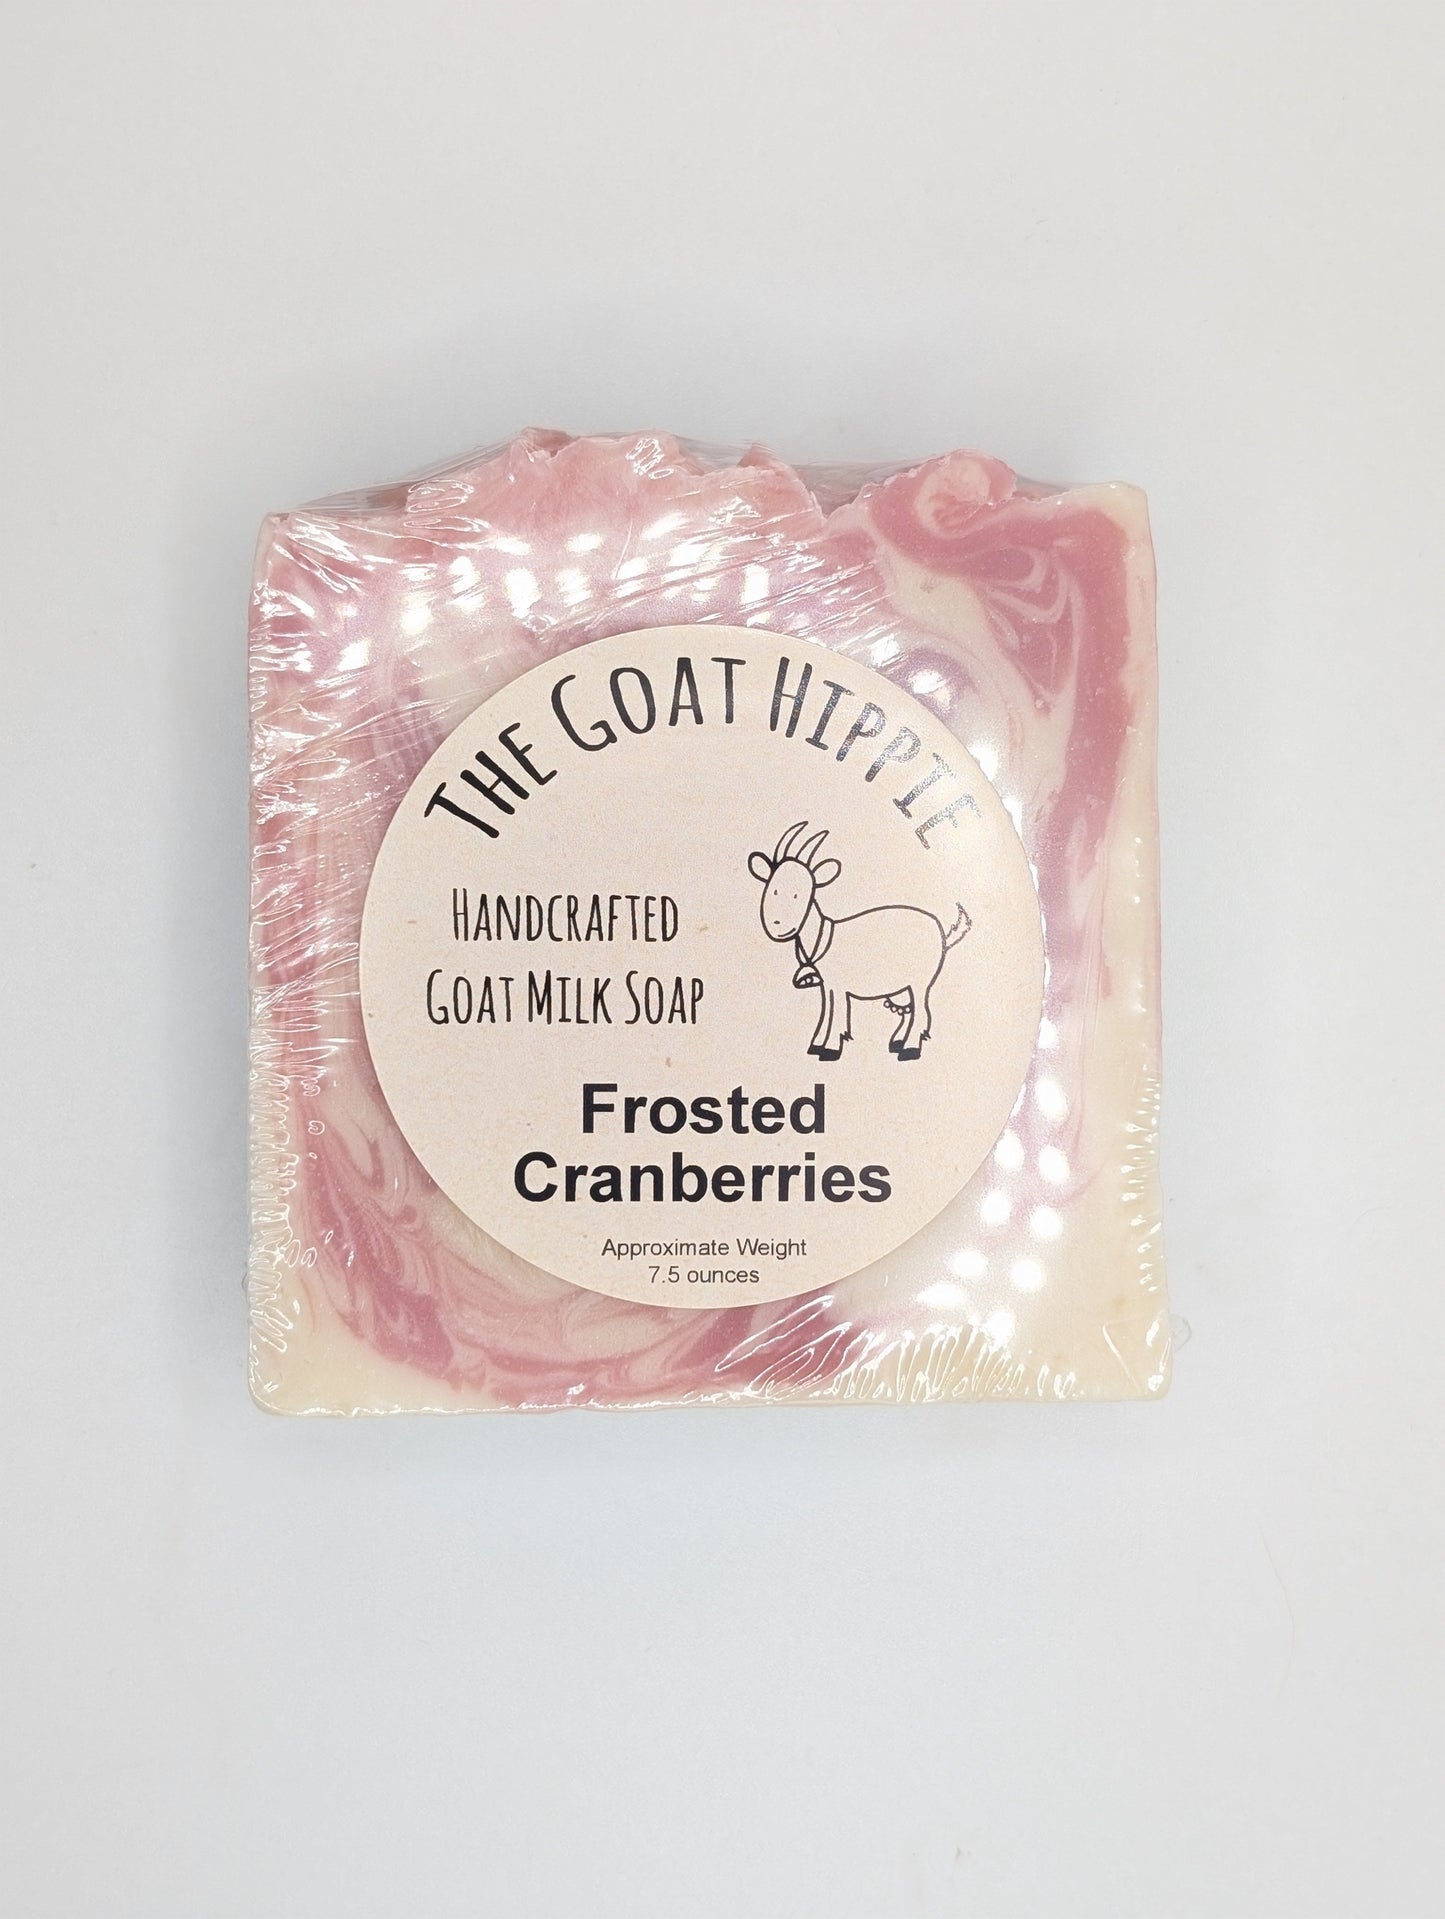 THE GOAT HIPPIE
HANDCRAFTED
GOAT MILK SOAP
Frosted
Cranberries
Approximate Weight
7.5 ounces